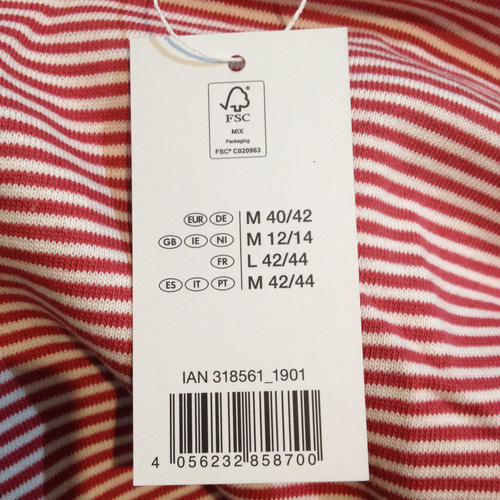 FSC
MIX
Packaging
FSC® C020963
EUR DE M 40/42
GB IE NI M 12/14
FR L 42/44
ES IT PT M 42/44
IAN 318561_1901
4 056232 858700